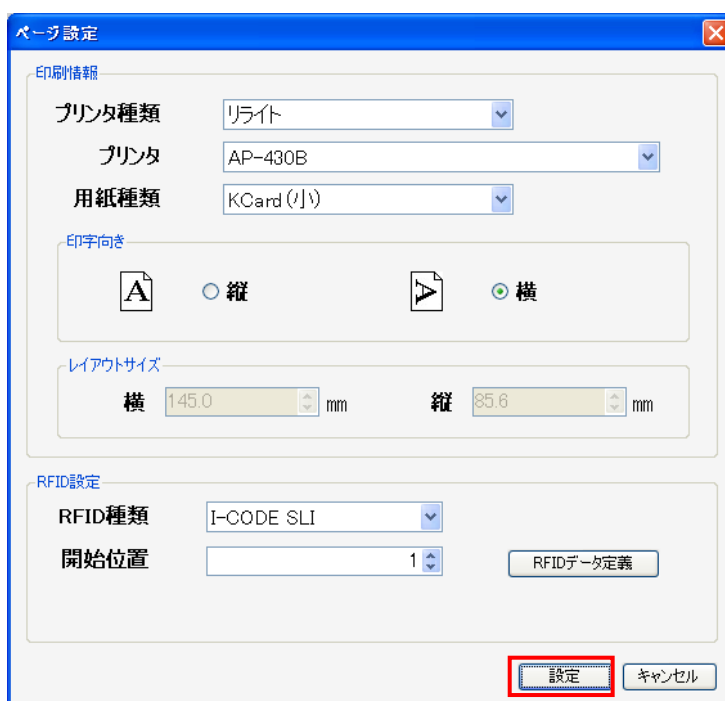 ページ設定
印刷情報
プリンタ種類 リライト
プリンタ AP-430B
用紙種類 KCard(小)
印字向き
A 縦 A 横
レイアウトサイズ
横 145.0 mm 縦 85.6 mm
RFID設定
RFID種類 I-CODE SLI
開始位置 1 RFIDデータ定義
設定 キャンセル